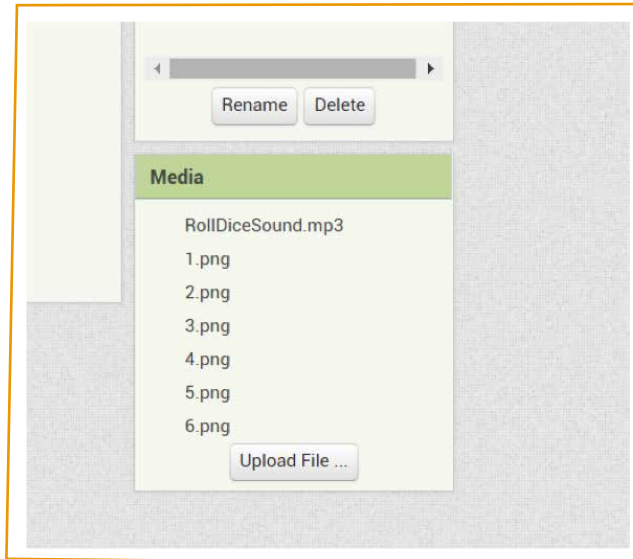 Rename Delete
Media
RollDiceSound.mp3
1.png
2.png
3.png
4.png
5.png
6.png
Upload File ...